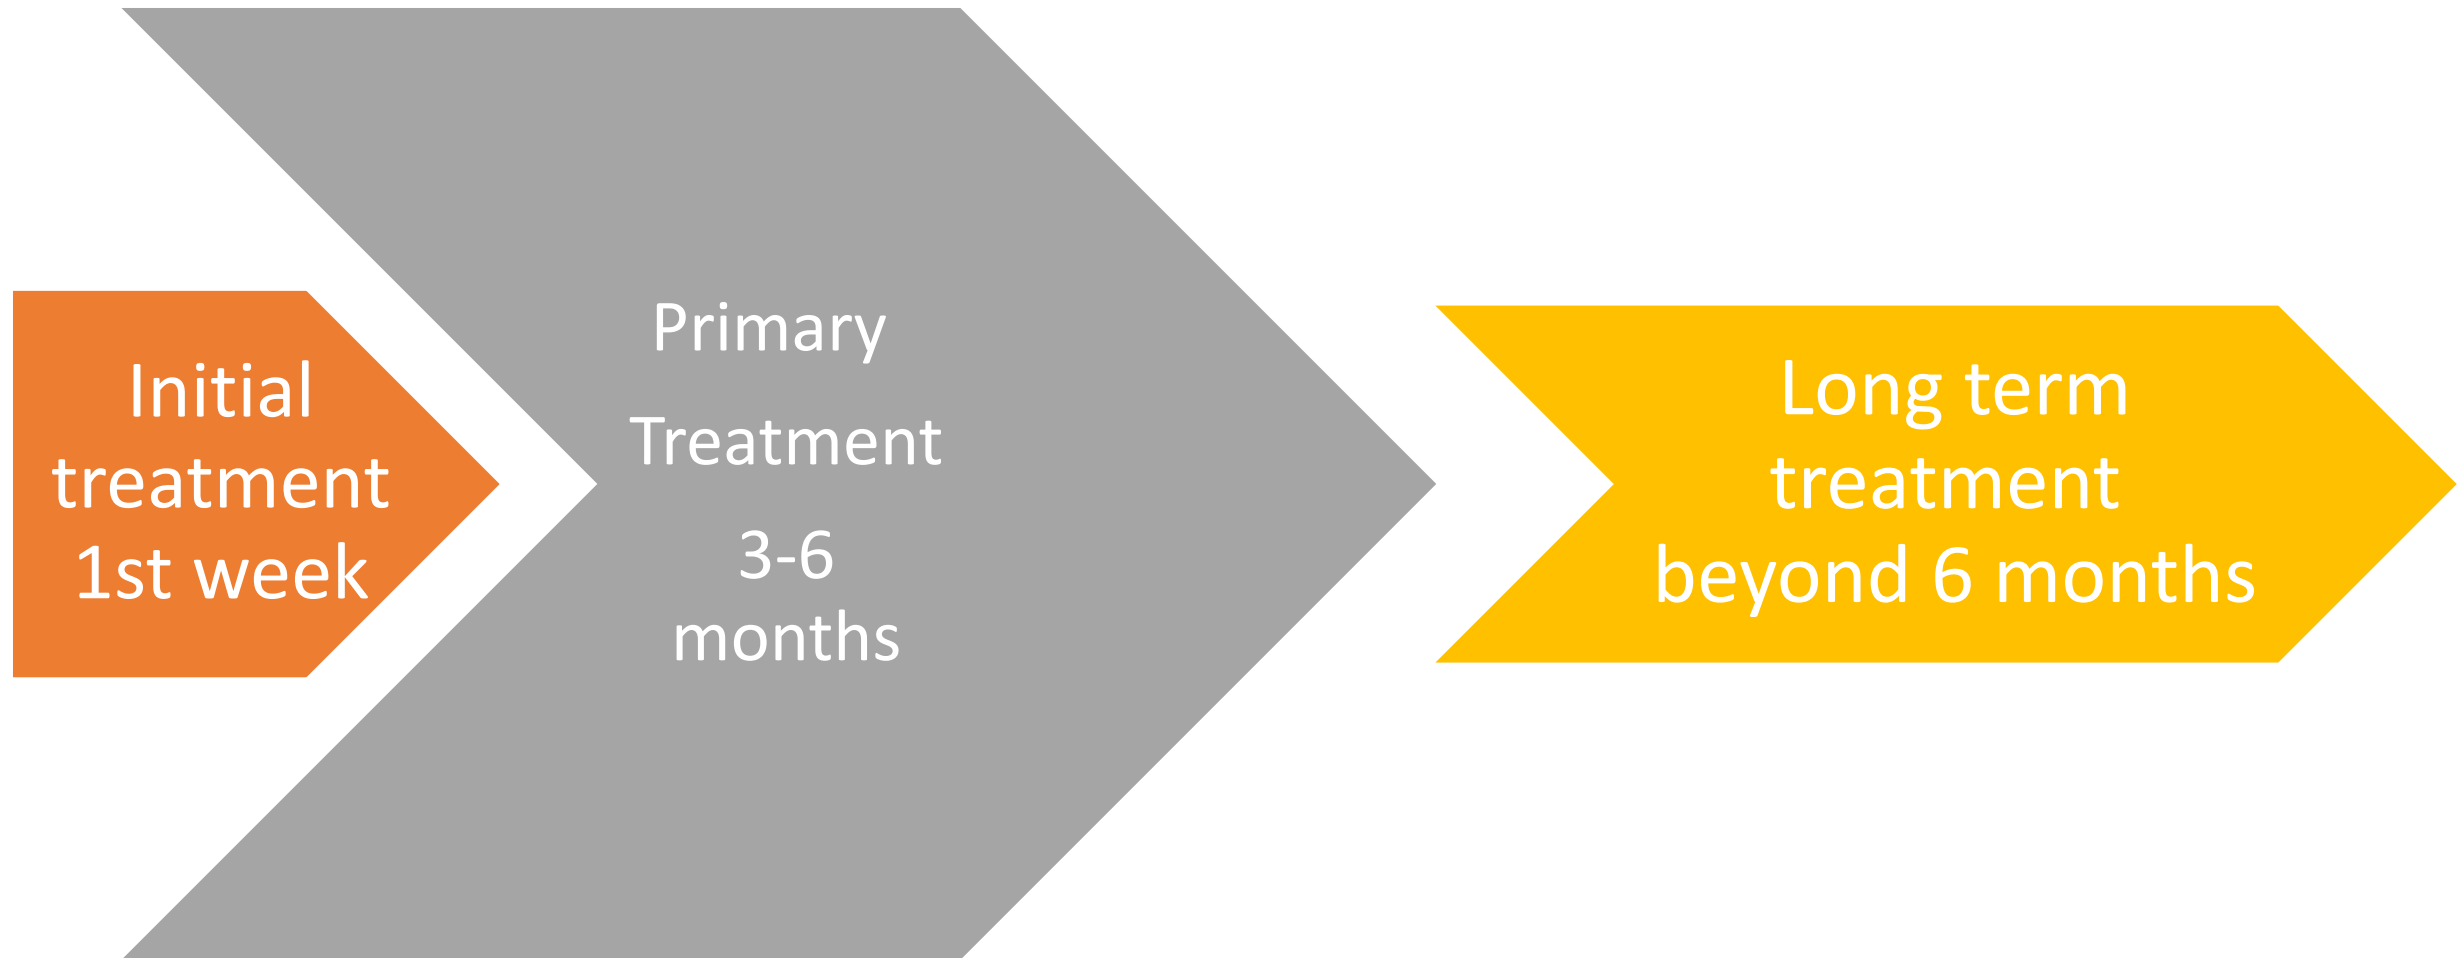 Initial
treatment
1st week
Primary
Treatment
3-6
months
Long term
treatment
beyond 6 months